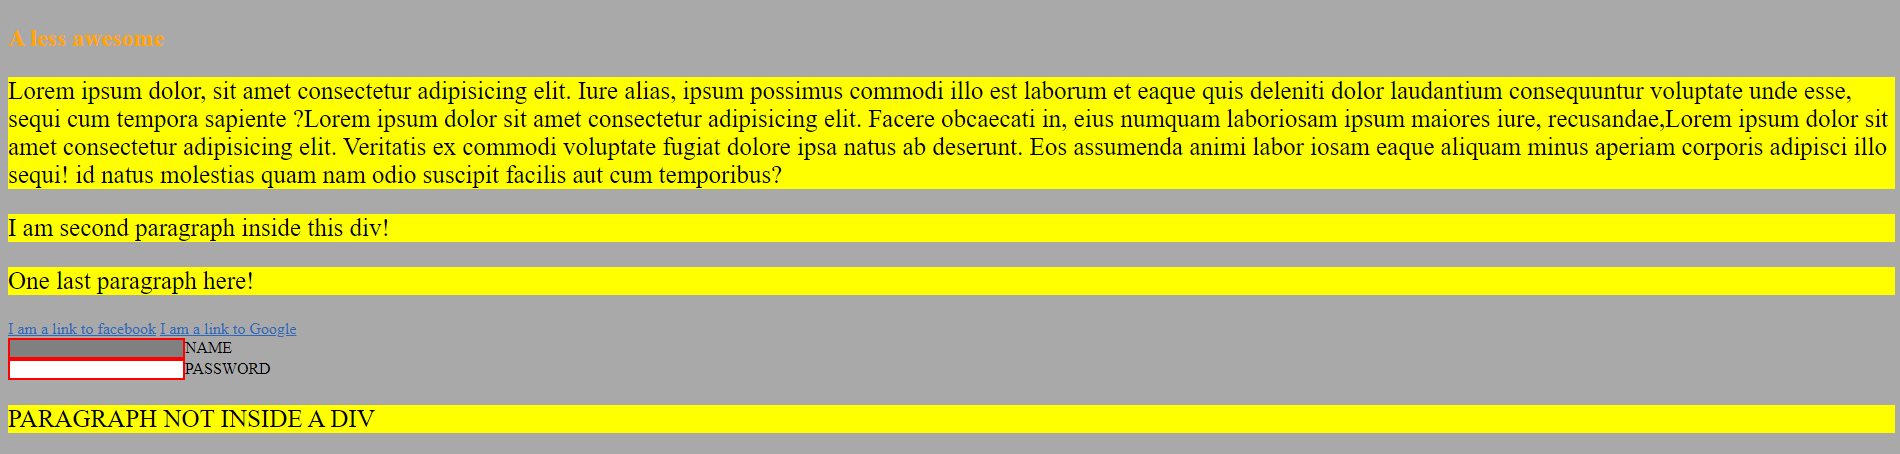 A less awesome
Lorem ipsum dolor, sit amet consectetur adipisicing elit. Iure alias, ipsum possimus commodi illo est laborum et eaque quis deleniti dolor laudantium consequuntur voluptate unde esse,
sequi cum tempora sapiente ?Lorem ipsum dolor sit amet consectetur adipisicing elit. Facere obcaecati in, eius numquam laboriosam ipsum maiores iure, recusandae,Lorem ipsum dolor sit
amet consectetur adipisicing elit. Veritatis ex commodi voluptate fugiat dolore ipsa natus ab deserunt. Eos assumenda animi labor iosam eaque aliquam minus aperiam corporis adipisci illo
sequi! id natus molestias quam nam odio suscipit facilis aut cum temporibus?
I am second paragraph inside this div!
One last paragraph here!
I am a link to facebook I am a link to Google
NAME
PASSWORD
PARAGRAPH NOT INSIDE A DIV